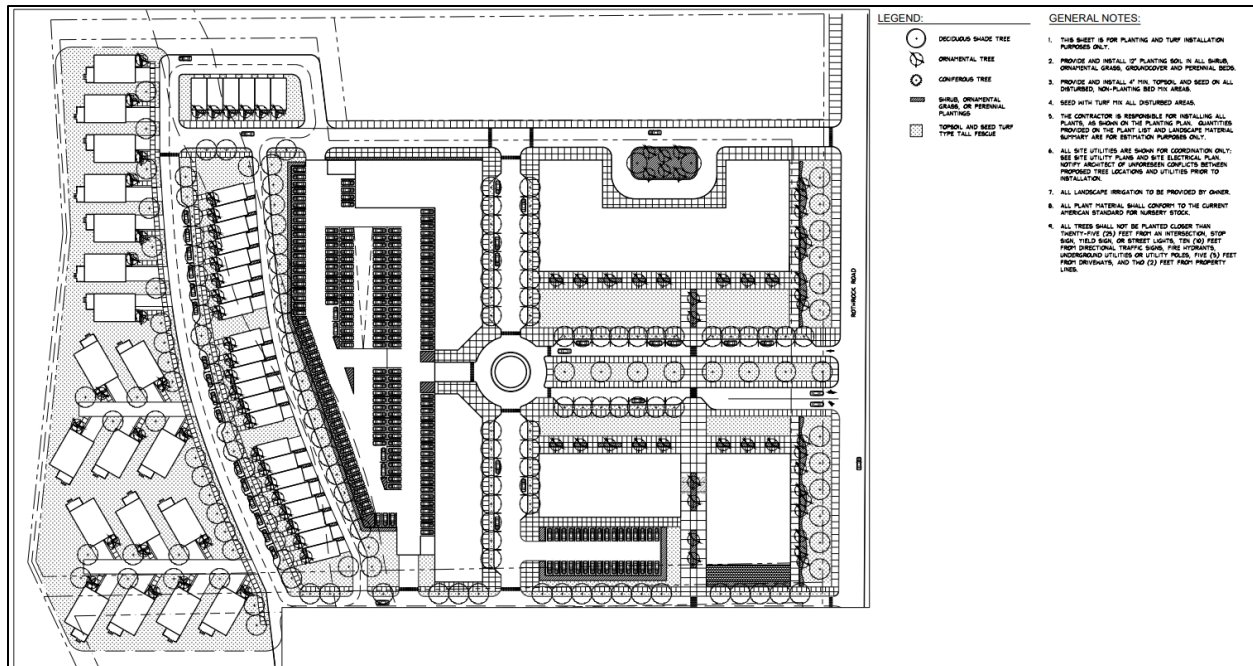 LEGEND:
DECIDUOUS SHADE TREE
ORNAMENTAL TREE
CONIFEROUS TREE
SHRUB, ORNAMENTAL
GRASS, OR PERENNIAL
PLANTINGS
TOPSOIL AND SEED TURF
TYPE TALL FESCUE
GENERAL NOTES:
1. THIS SHEET IS FOR PLANTING AND TURF INSTALLATION
PURPOSES ONLY.
2. PROVIDE AND INSTALL 12" PLANTING SOIL IN ALL SHRUB,
ORNAMENTAL GRASS, GROUNDCOVER AND PERENNIAL BEDS.
3. PROVIDE AND INSTALL 4" MIN. TOPSOIL AND SEED ON ALL
DISTURBED, NON-PLANTING BED MIX AREAS.
4. SEED WITH TURF MIX ALL DISTURBED AREAS.
5. THE CONTRACTOR IS RESPONSIBLE FOR INSTALLING ALL
PLANTS, AS SHOWN ON THE PLANTING PLAN. QUANTITIES
PROVIDED ON THE PLANT LIST AND LANDSCAPE MATERIAL
SUMMARY ARE FOR ESTIMATION PURPOSES ONLY.
6. ALL SITE UTILITIES ARE SHOWN FOR COORDINATION ONLY;
SEE SITE UTILITY PLANS AND SITE ELECTRICAL PLAN.
NOTIFY ARCHITECT OF UNFORESEEN CONFLICTS BETWEEN
PROPOSED TREE LOCATIONS AND UTILITIES PRIOR TO
INSTALLATION.
7. ALL LANDSCAPE IRRIGATION TO BE PROVIDED BY OWNER.
8. ALL PLANT MATERIAL SHALL CONFORM TO THE CURRENT
AMERICAN STANDARD FOR NURSERY STOCK.
9. ALL TREES SHALL NOT BE PLANTED CLOSER THAN
TWENTY-FIVE (25) FEET FROM AN INTERSECTION, STOP
SIGN, YIELD SIGN, OR STREET LIGHTS, TEN (10) FEET
FROM DIRECTIONAL TRAFFIC SIGNS, FIRE HYDRANTS,
UNDERGROUND UTILITIES OR UTILITY POLES, FIVE (5) FEET
FROM DRIVEWAYS, AND TWO (2) FEET FROM PROPERTY
LINES.
ROTHROCK ROAD